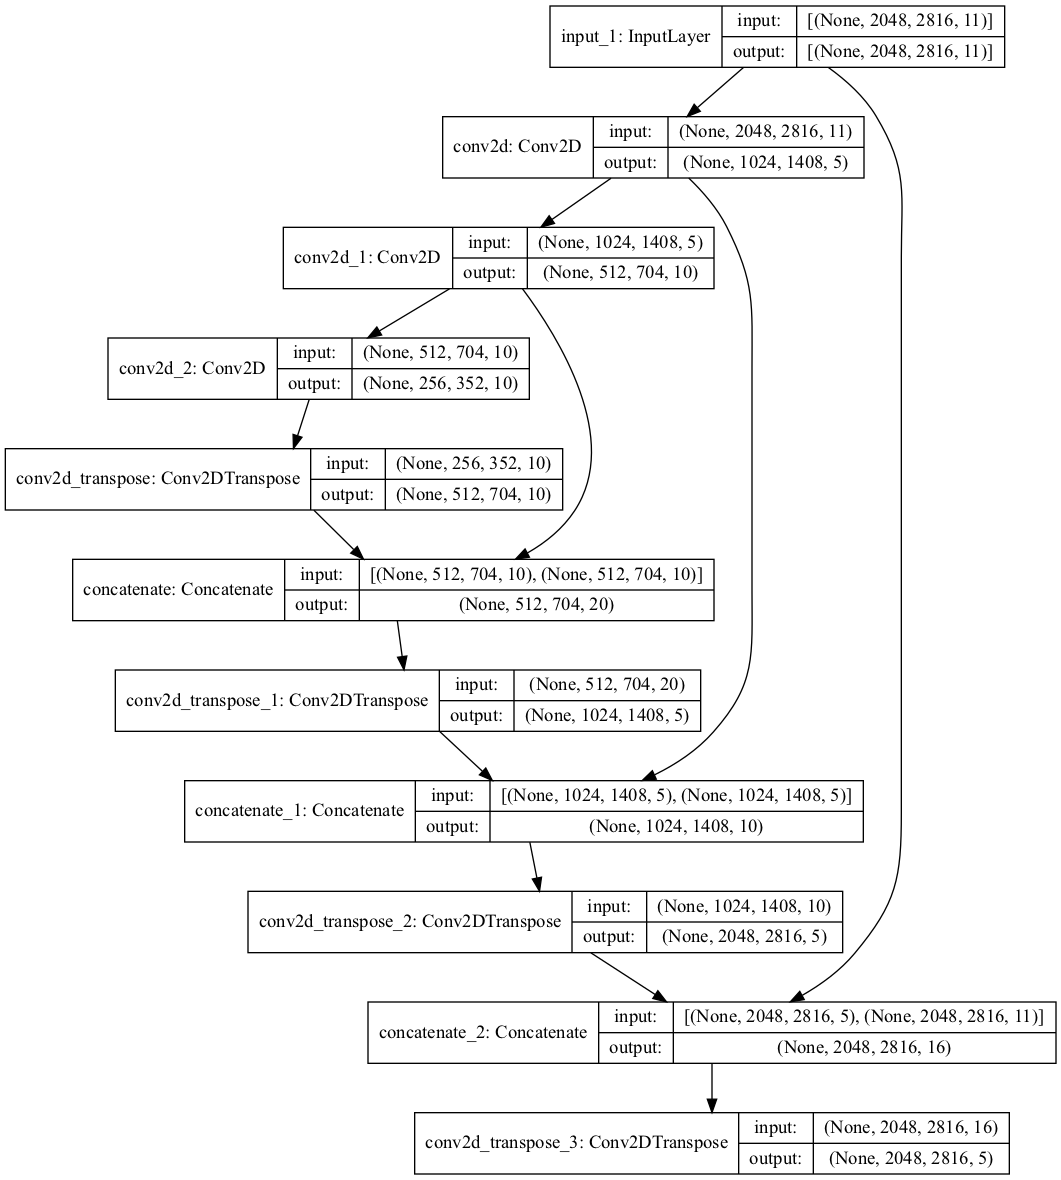 input_1: InputLayer
input: [(None, 2048, 2816, 11)]
output: [(None, 2048, 2816, 11)]
conv2d: Conv2D
input: (None, 2048, 2816, 11)
output: (None, 1024, 1408, 5)
conv2d_1: Conv2D
input: (None, 1024, 1408, 5)
output: (None, 512, 704, 10)
conv2d_2: Conv2D
input: (None, 512, 704, 10)
output: (None, 256, 352, 10)
conv2d_transpose: Conv2DTranspose
input: (None, 256, 352, 10)
output: (None, 512, 704, 10)
concatenate: Concatenate
input: [(None, 512, 704, 10), (None, 512, 704, 10)]
output: (None, 512, 704, 20)
conv2d_transpose_1: Conv2DTranspose
input: (None, 512, 704, 20)
output: (None, 1024, 1408, 5)
concatenate_1: Concatenate
input: [(None, 1024, 1408, 5), (None, 1024, 1408, 5)]
output: (None, 1024, 1408, 10)
conv2d_transpose_2: Conv2DTranspose
input: (None, 1024, 1408, 10)
output: (None, 2048, 2816, 5)
concatenate_2: Concatenate
input: [(None, 2048, 2816, 5), (None, 2048, 2816, 11)]
output: (None, 2048, 2816, 16)
conv2d_transpose_3: Conv2DTranspose
input: (None, 2048, 2816, 16)
output: (None, 2048, 2816, 5)